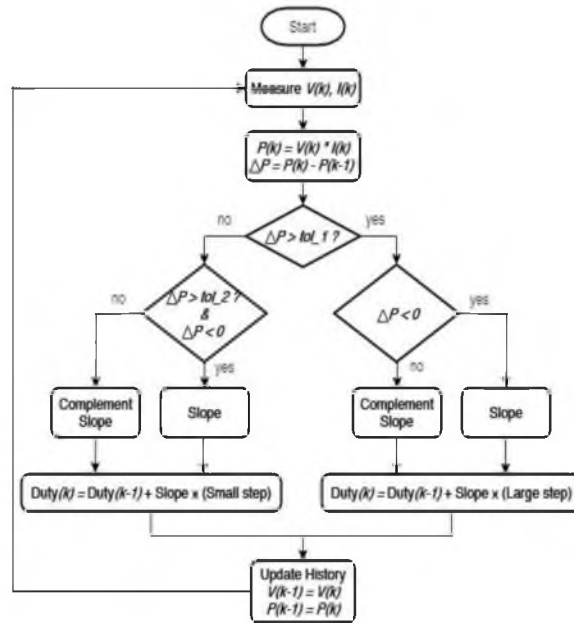 Start
Measure V(k), I(k)
P(k) = V(k) * I(k)
△P = P(k) - P(k-1)
no
yes
△P > tol_1 ?
△P > tol_2 ?
&
△P < 0
△P < 0
no
yes
yes
no
Complement
Slope
Slope
Complement
Slope
Slope
Duty(k) = Duty(k-1) + Slope x (Small step)
Duty(k) = Duty(k-1) + Slope x (Large step)
Update History
V(k-1) = V(k)
P(k-1) = P(k)